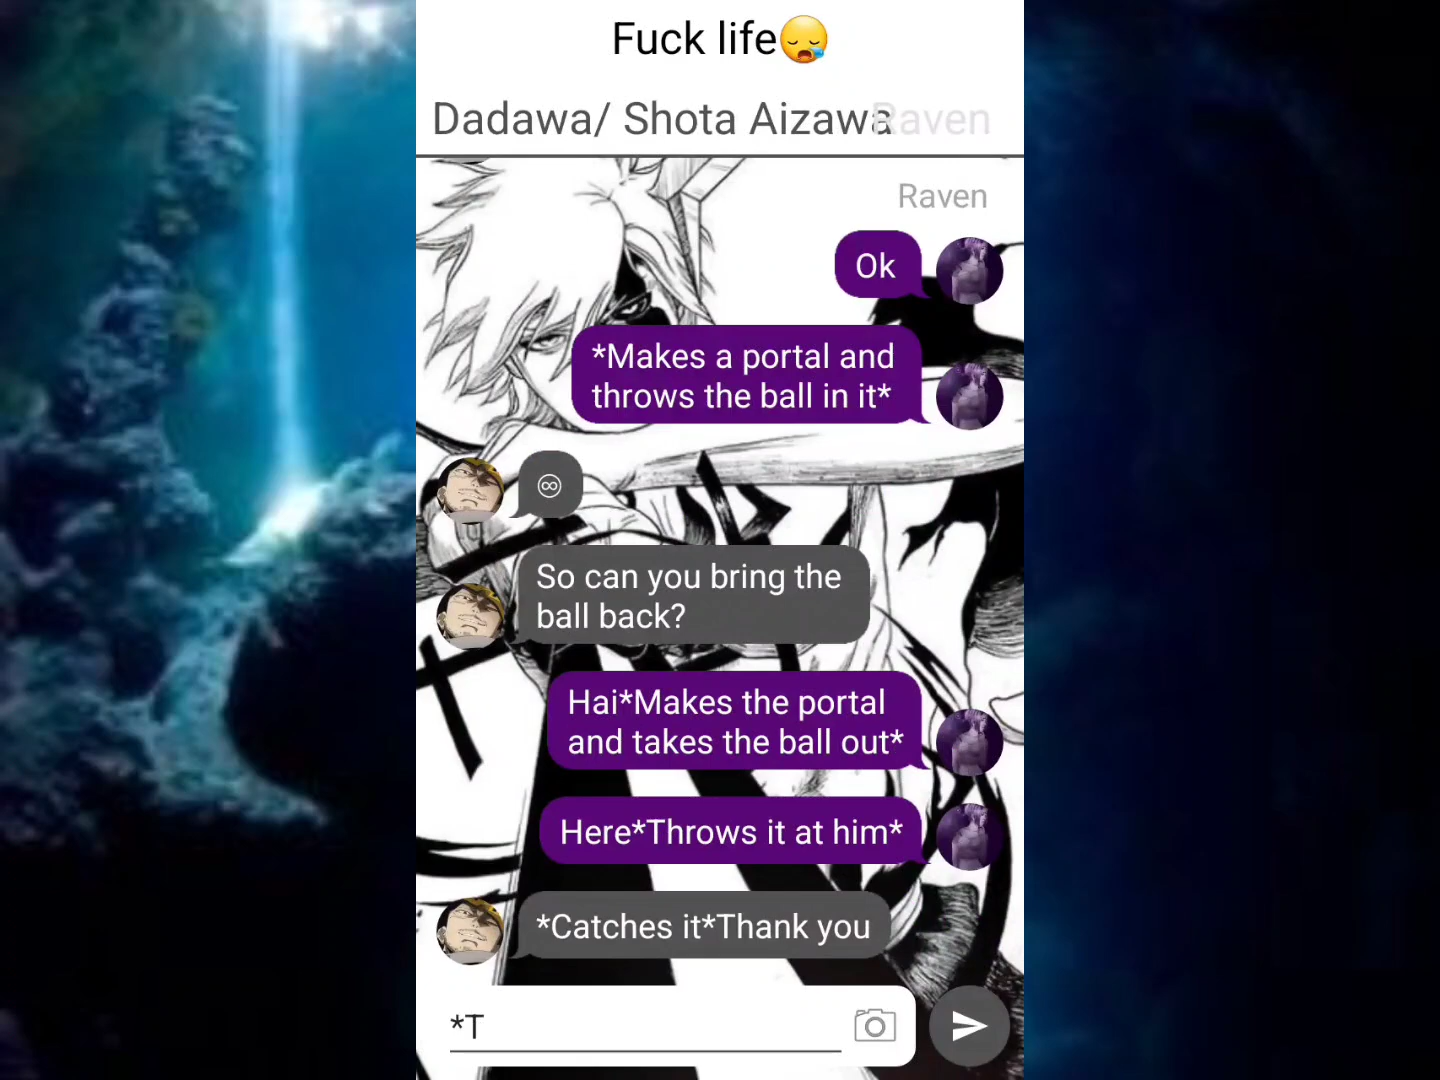 Fuck life😪
Dadawa/ Shota Aizawa
Raven
Raven
Ok
*Makes a portal and
throws the ball in it*
♾
So can you bring the
ball back?
Hai*Makes the portal
and takes the ball out*
Here*Throws it at him*
*Catches it*Thank you
*T